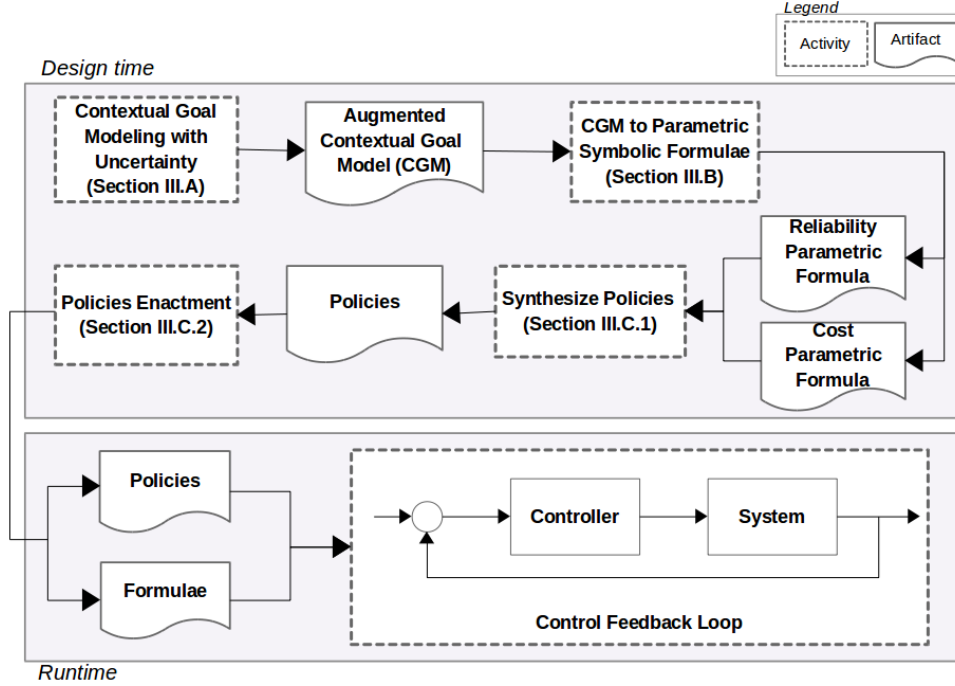 Legend
Activity
Artifact
Design time
Contextual Goal
Modeling with
Uncertainty
(Section III.A)
Augmented
Contextual Goal
Model (CGM)
CGM to Parametric
Symbolic Formulae
(Section III.B)
Reliability
Parametric
Formula
Cost
Parametric
Formula
Synthesize Policies
(Section III.C.1)
Policies
Policies Enactment
(Section III.C.2)
Policies
Formulae
Controller
System
Control Feedback Loop
Runtime